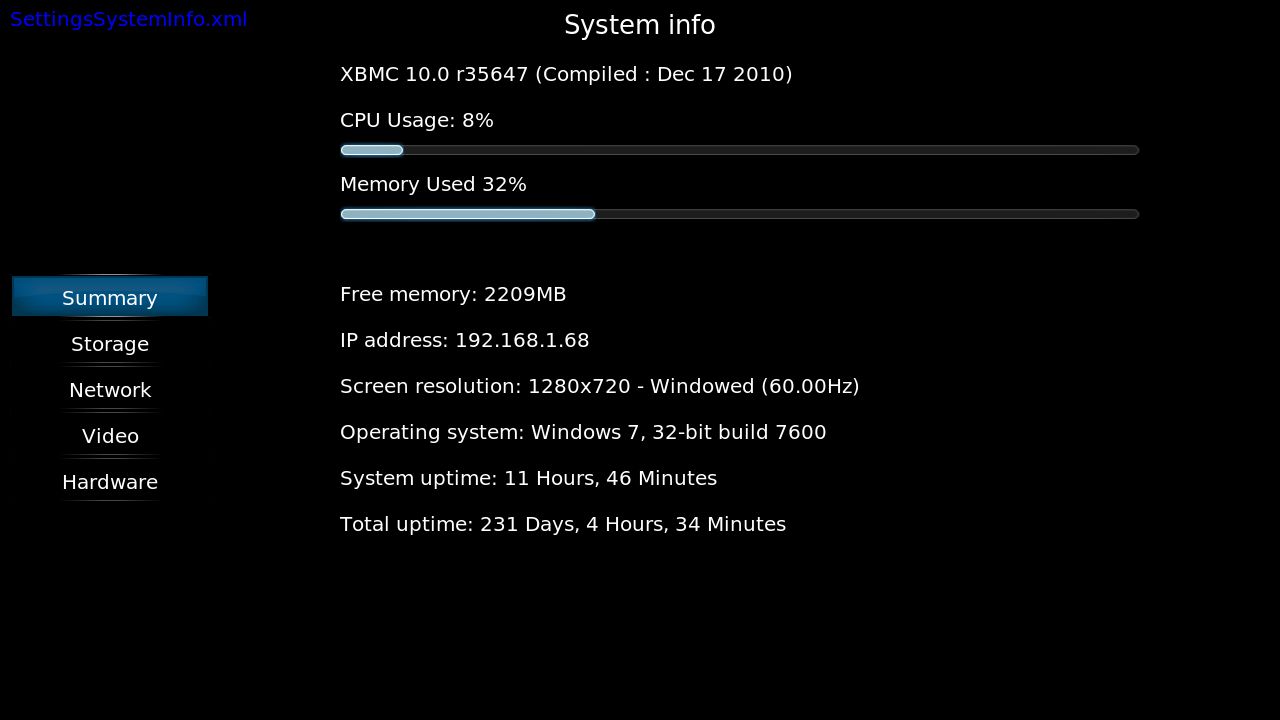 SettingsSystemInfo.xml
System info
XBMC 10.0 r35647 (Compiled : Dec 17 2010)
CPU Usage: 8%
Memory Used 32%
Summary
Storage
Network
Video
Hardware
Free memory: 2209MB
IP address: 192.168.1.68
Screen resolution: 1280x720 - Windowed (60.00Hz)
Operating system: Windows 7, 32-bit build 7600
System uptime: 11 Hours, 46 Minutes
Total uptime: 231 Days, 4 Hours, 34 Minutes